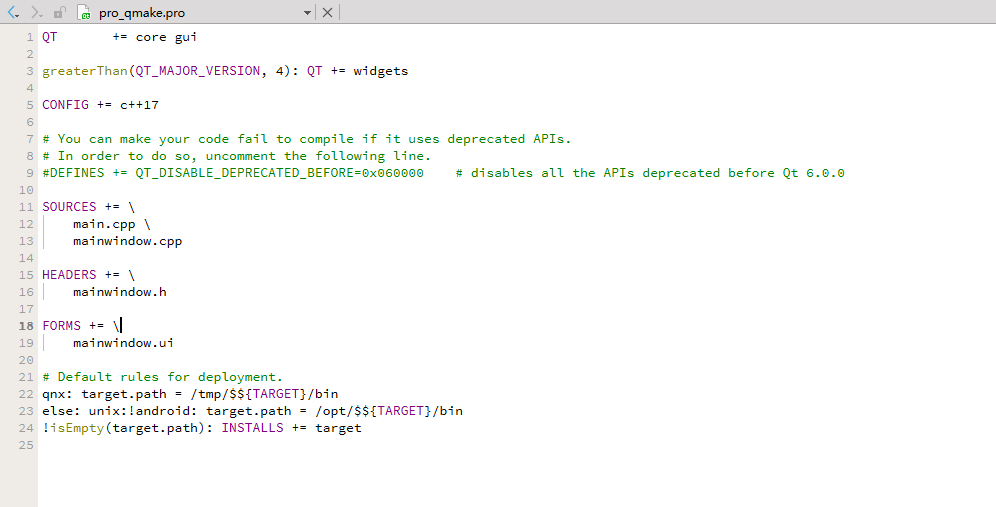 pro_qmake.pro
1 QT       += core gui
2
3 greaterThan(QT_MAJOR_VERSION, 4): QT += widgets
4
5 CONFIG += c++17
6
7 # You can make your code fail to compile if it uses deprecated APIs.
8 # In order to do so, uncomment the following line.
9 #DEFINES += QT_DISABLE_DEPRECATED_BEFORE=0x060000    # disables all the APIs deprecated before Qt 6.0.0
10
11 SOURCES += \
12     main.cpp \
13     mainwindow.cpp
14
15 HEADERS += \
16     mainwindow.h
17
18 FORMS += \
19     mainwindow.ui
20
21 # Default rules for deployment.
22 qnx: target.path = /tmp/$${TARGET}/bin
23 else: unix:!android: target.path = /opt/$${TARGET}/bin
24 !isEmpty(target.path): INSTALLS += target
25